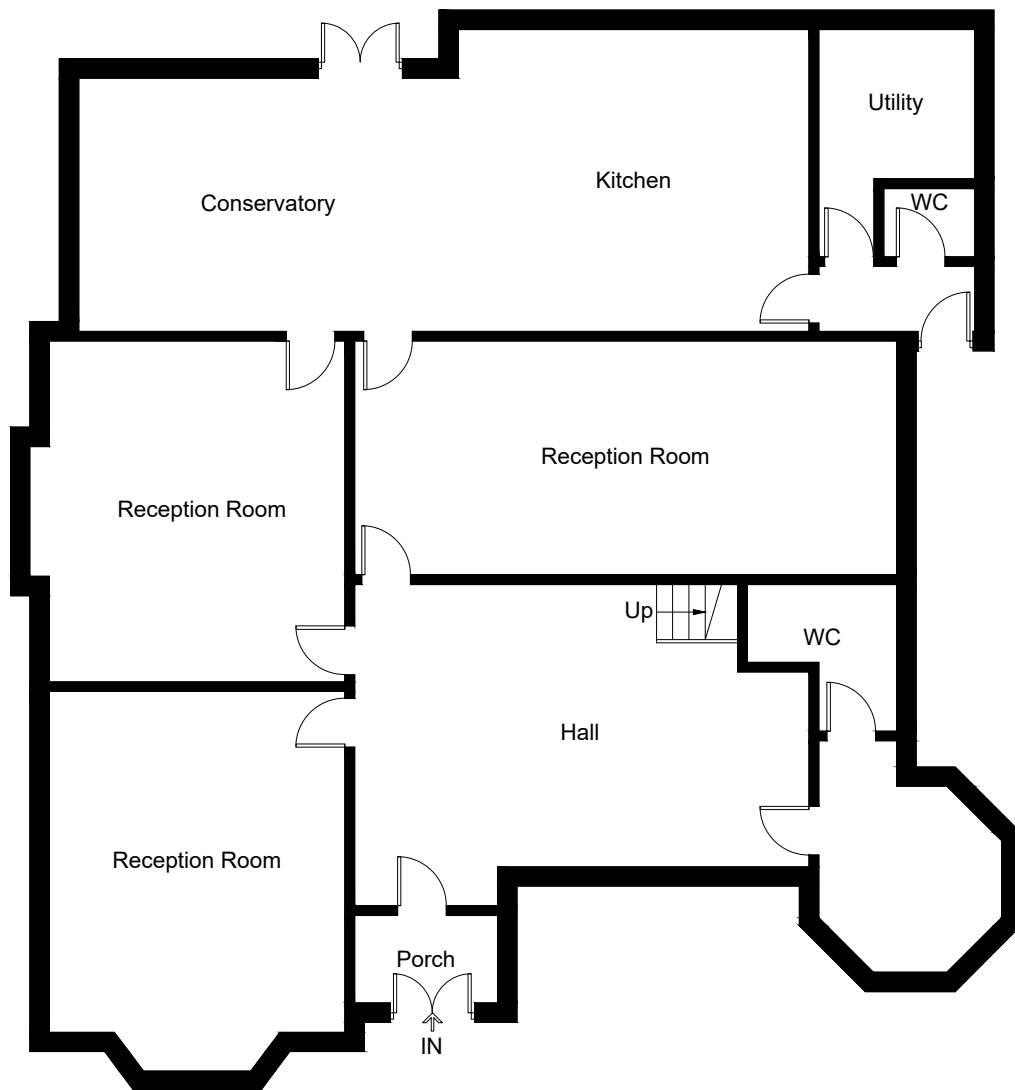 Utility
Kitchen
WC
Conservatory
Reception Room
Reception Room
Up
WC
Hall
Reception Room
Porch
IN